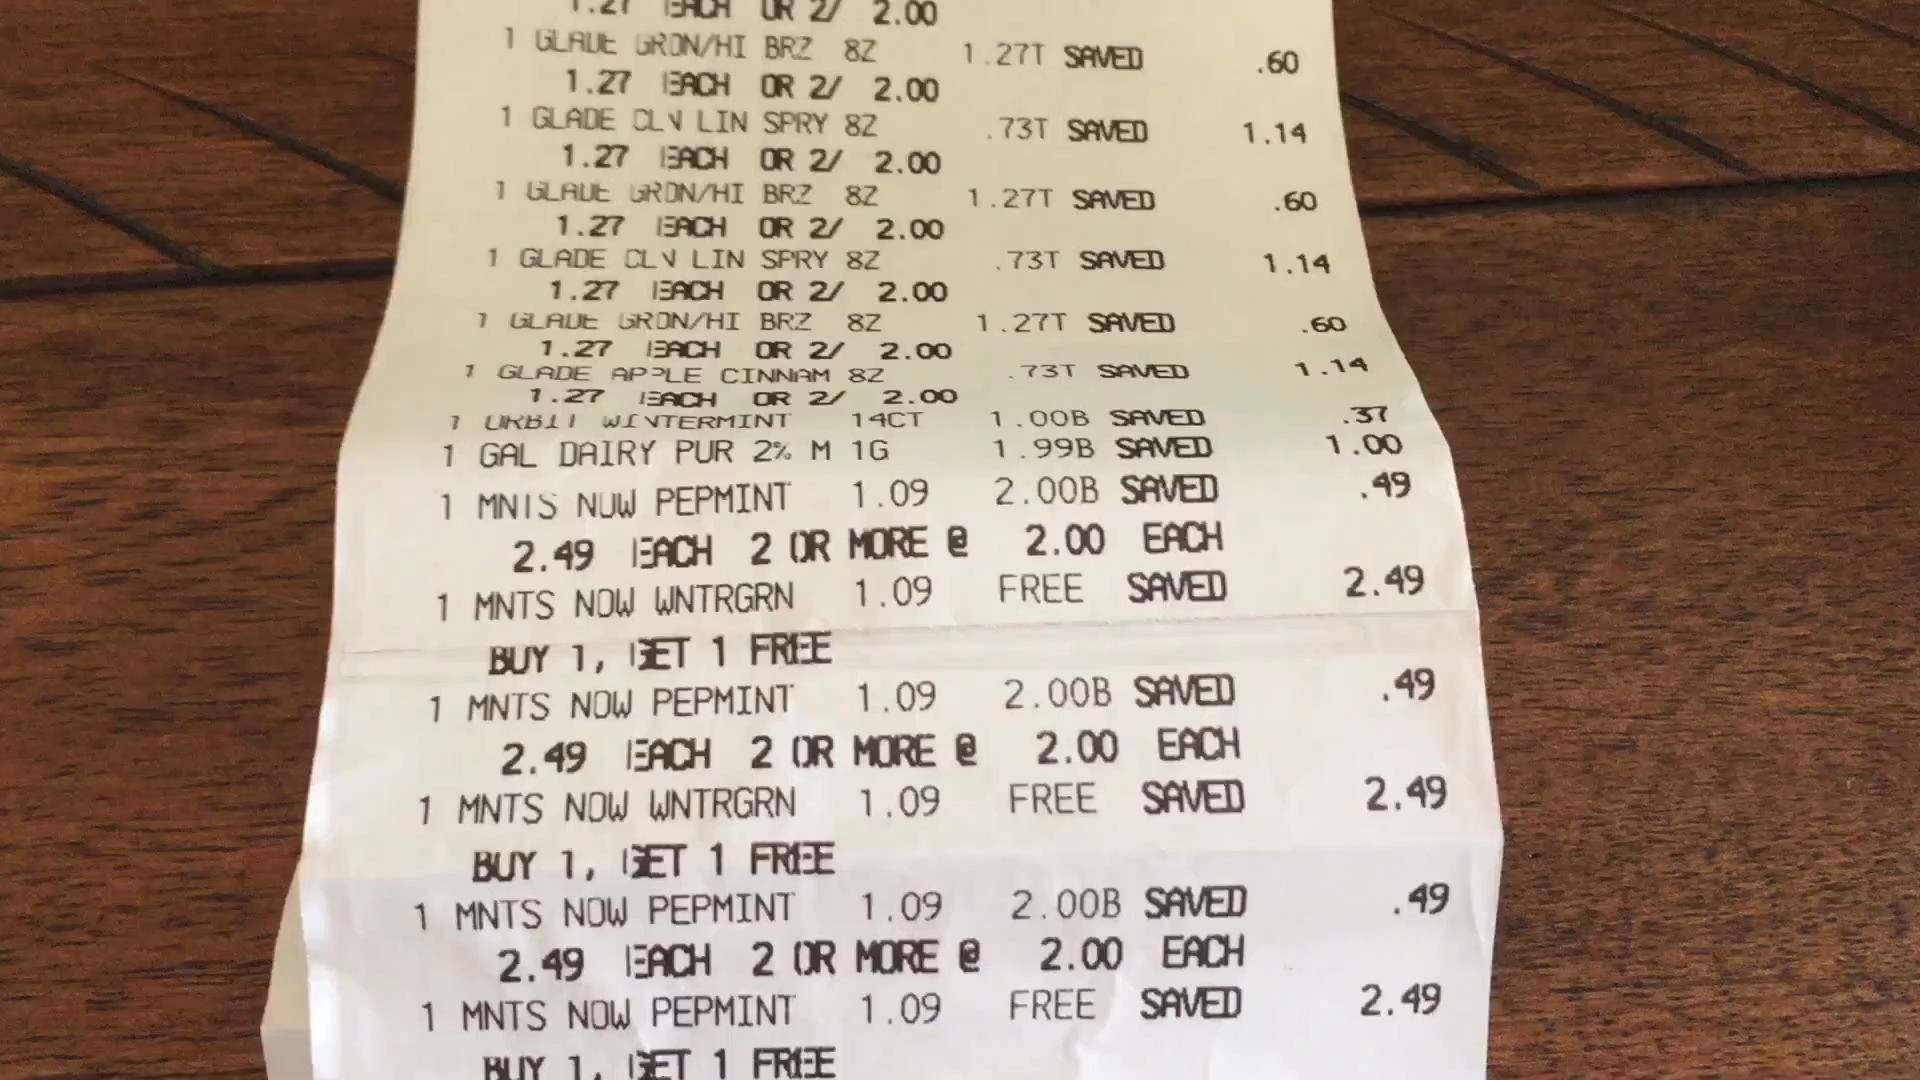 1.27 EACH OR 2/ 2.00
1 GLADE GRDN/HI BRZ 8Z 1.27T SAVED .60
1.27 EACH OR 2/ 2.00
1 GLADE CLN LIN SPRY 8Z .73T SAVED 1.14
1.27 EACH OR 2/ 2.00
1 GLADE GRDN/HI BRZ 8Z 1.27T SAVED .60
1.27 EACH OR 2/ 2.00
1 GLADE CLN LIN SPRY 8Z .73T SAVED 1.14
1.27 EACH OR 2/ 2.00
1 GLADE GRDN/HI BRZ 8Z 1.27T SAVED .60
1.27 EACH OR 2/ 2.00
1 GLADE APPLE CINNAM 8Z .73T SAVED 1.14
1.27 EACH OR 2/ 2.00
1 ORBIT WINTERMINT 14CT 1.00B SAVED .37
1 GAL DAIRY PUR 2% M 1G 1.99B SAVED 1.00
1 MNTS NOW PEPMINT 1.09 2.00B SAVED .49
2.49 EACH 2 OR MORE @ 2.00 EACH
1 MNTS NOW WNTRGRN 1.09 FREE SAVED 2.49
BUY 1, GET 1 FREE
1 MNTS NOW PEPMINT 1.09 2.00B SAVED .49
2.49 EACH 2 OR MORE @ 2.00 EACH
1 MNTS NOW WNTRGRN 1.09 FREE SAVED 2.49
BUY 1, GET 1 FREE
1 MNTS NOW PEPMINT 1.09 2.00B SAVED .49
2.49 EACH 2 OR MORE @ 2.00 EACH
1 MNTS NOW PEPMINT 1.09 FREE SAVED 2.49
BUY 1, GET 1 FREE